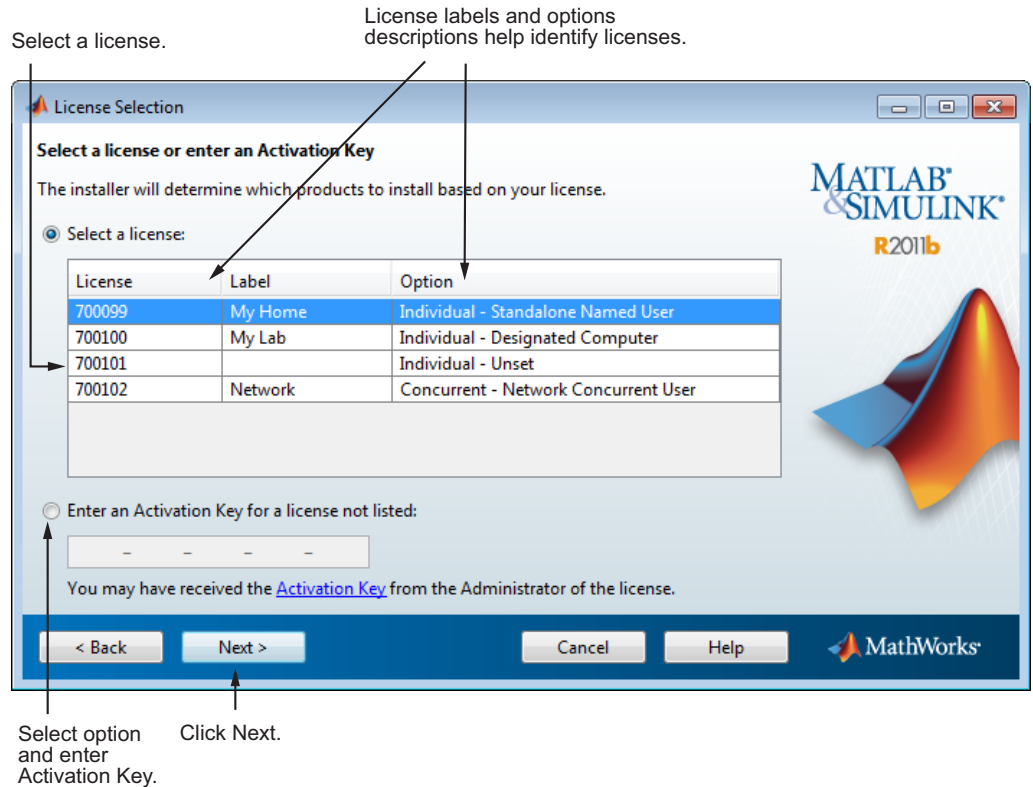 License labels and options
descriptions help identify licenses.
Select a license.
License Selection
Select a license or enter an Activation Key
The installer will determine which products to install based on your license.
MATLAB®
&SIMULINK®
R2011b
Select a license:
License Label Option
700099 My Home Individual - Standalone Named User
700100 My Lab Individual - Designated Computer
700101 Individual - Unset
700102 Network Concurrent - Network Concurrent User
Enter an Activation Key for a license not listed:
- - - -
You may have received the Activation Key from the Administrator of the license.
< Back Next > Cancel Help MathWorks®
Select option
and enter
Activation Key.
Click Next.